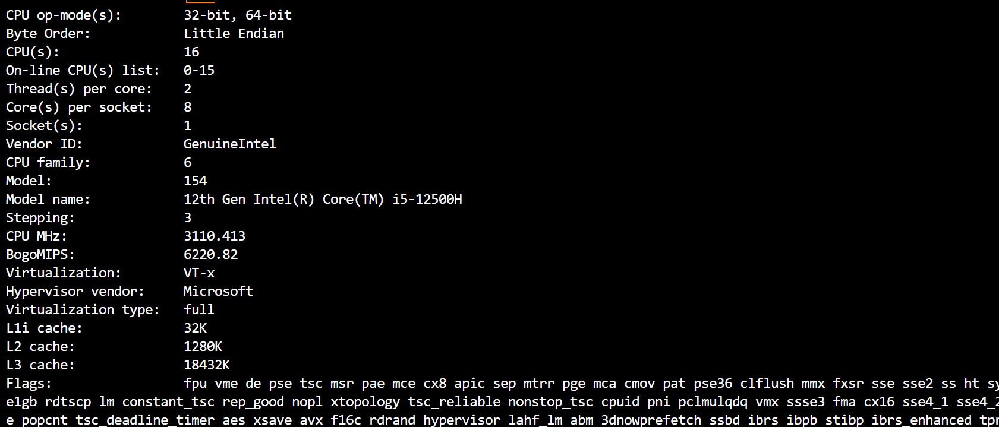 CPU op-mode(s):        32-bit, 64-bit
Byte Order:            Little Endian
CPU(s):                16
On-line CPU(s) list:   0-15
Thread(s) per core:    2
Core(s) per socket:    8
Socket(s):             1
Vendor ID:             GenuineIntel
CPU family:            6
Model:                 154
Model name:            12th Gen Intel(R) Core(TM) i5-12500H
Stepping:              3
CPU MHz:               3110.413
BogoMIPS:              6220.82
Virtualization:        VT-x
Hypervisor vendor:     Microsoft
Virtualization type:   full
L1i cache:             32K
L2 cache:              1280K
L3 cache:              18432K
Flags:                 fpu vme de pse tsc msr pae mce cx8 apic sep mtrr pge mca cmov pat pse36 clflush mmx fxsr sse sse2 ss ht sy
e1gb rdtscp lm constant_tsc rep_good nopl xtopology tsc_reliable nonstop_tsc cpuid pni pclmulqdq vmx ssse3 fma cx16 sse4_1 sse4_2
e popcnt tsc_deadline_timer aes xsave avx f16c rdrand hypervisor lahf_lm abm 3dnowprefetch ssbd ibrs ibpb stibp ibrs_enhanced tpr